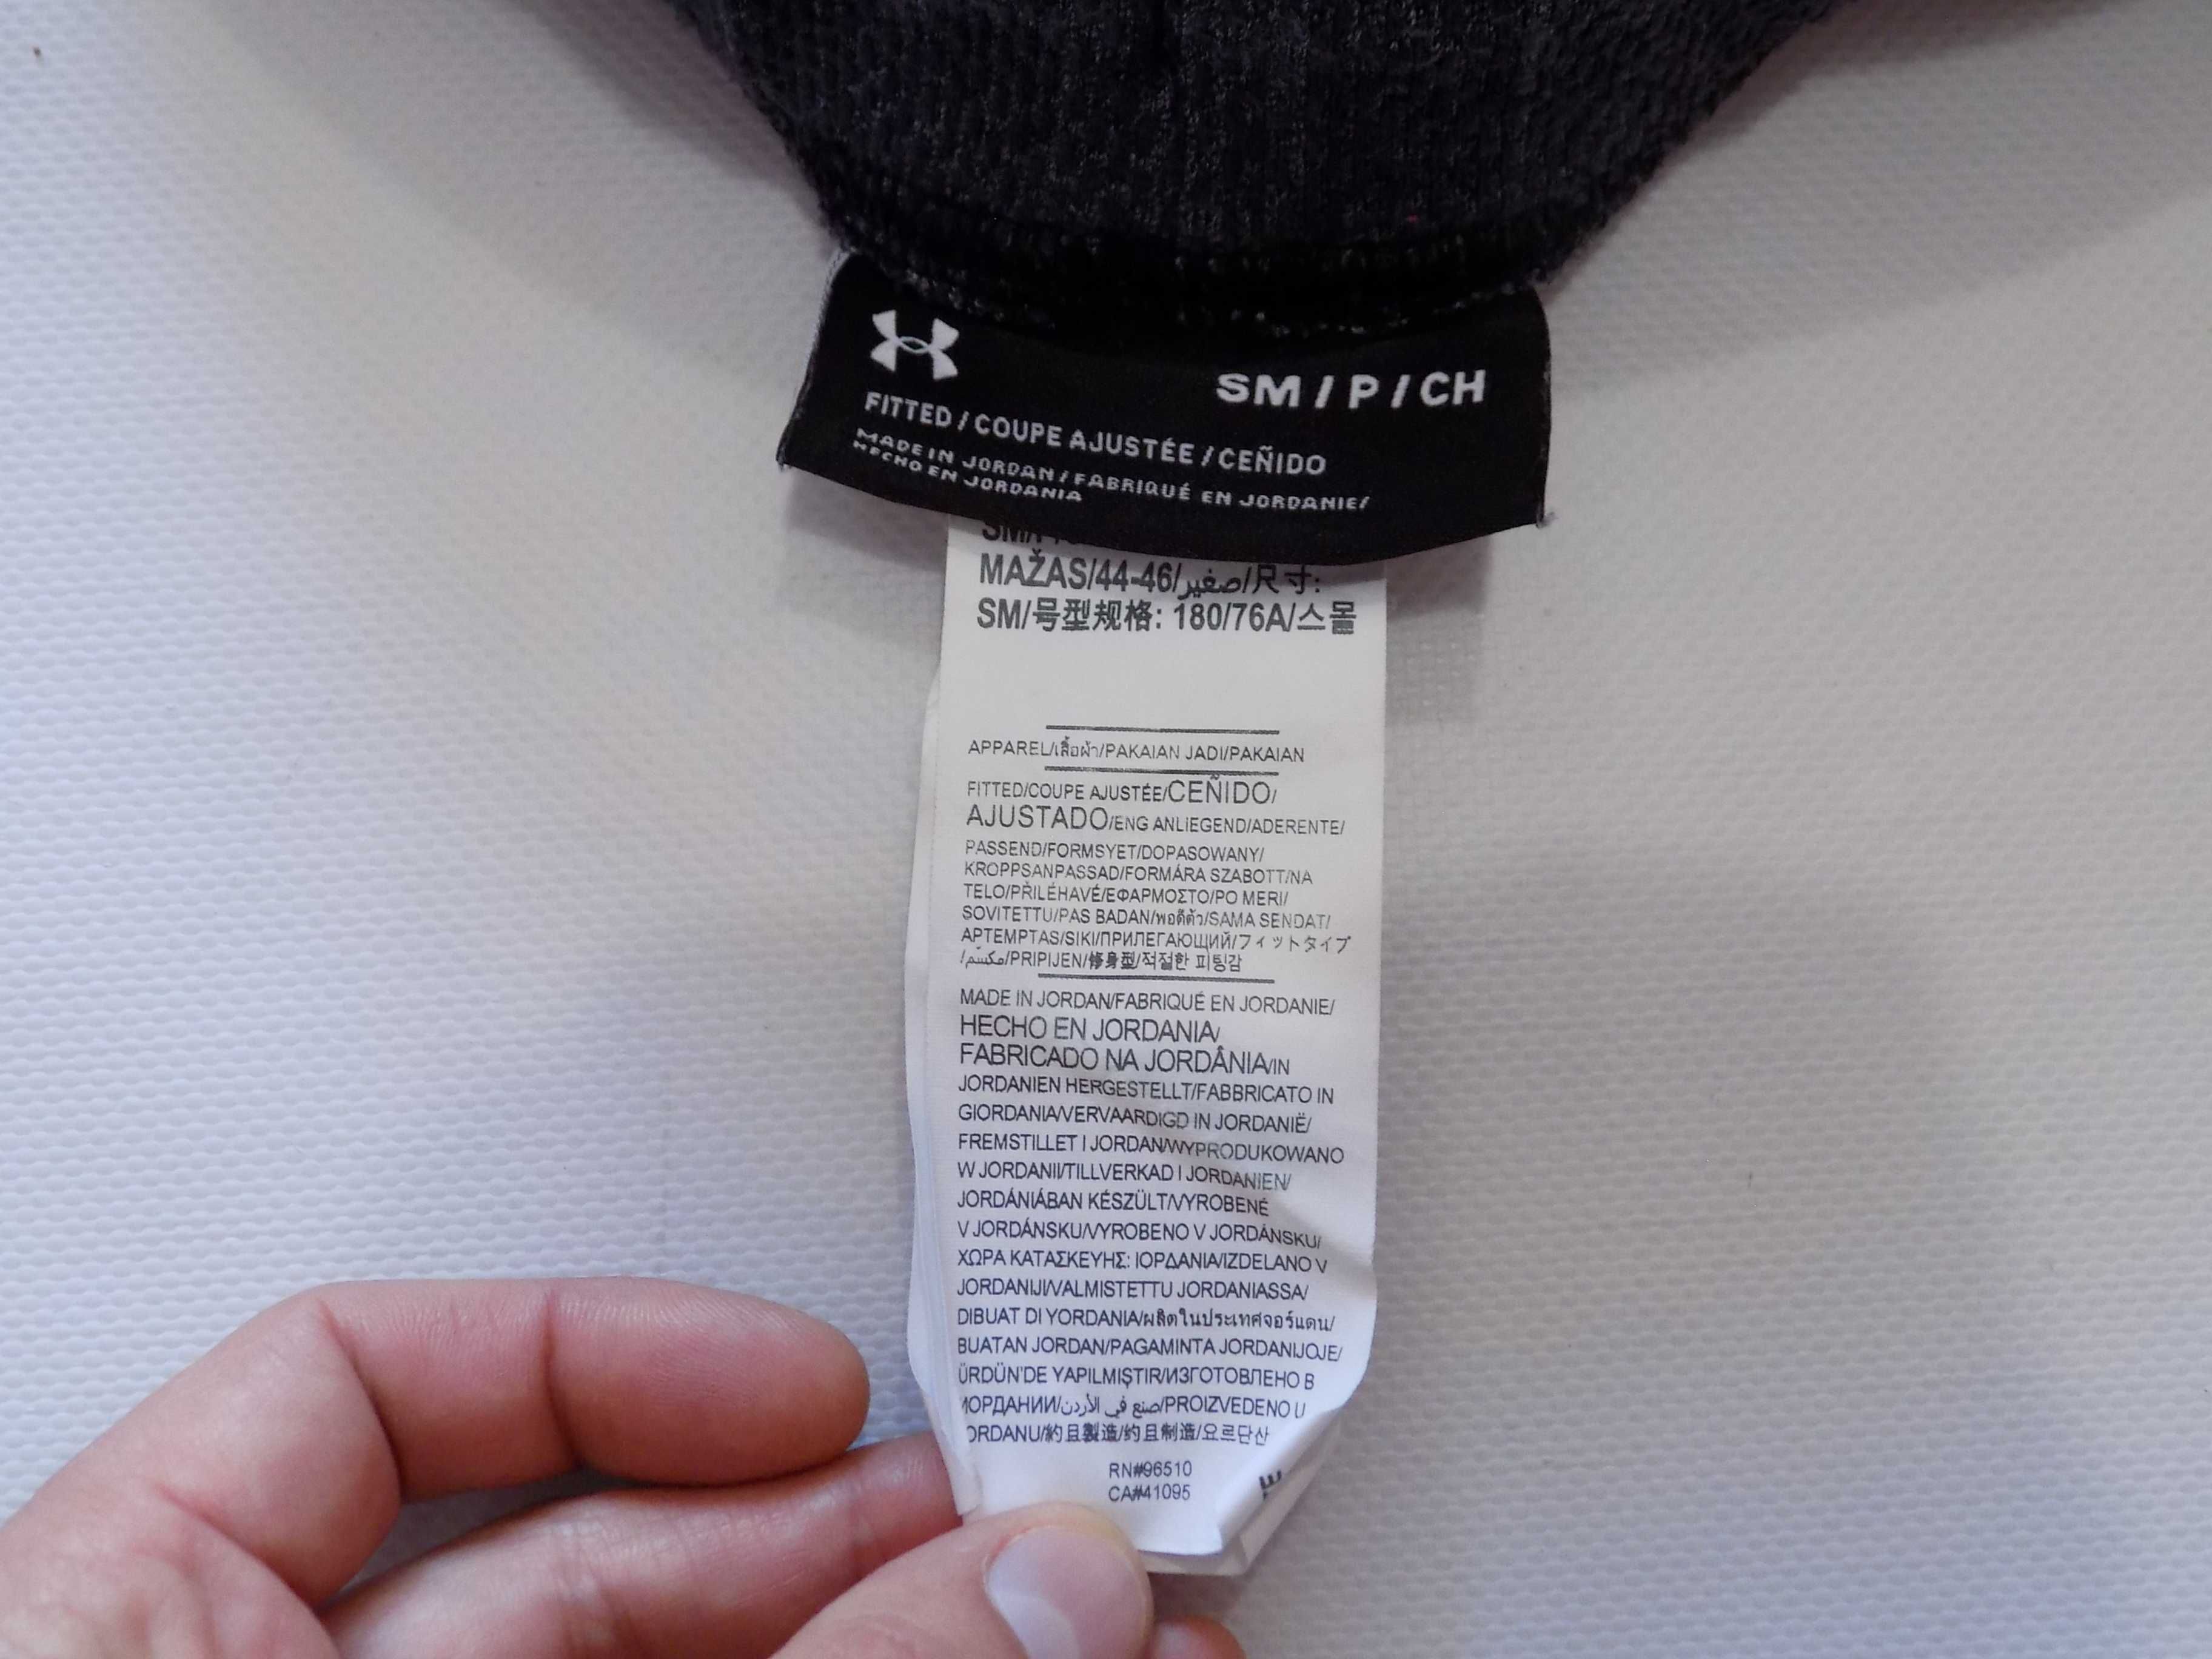 SM / P / CH
FITTED / COUPE AJUSTÉE / CEÑIDO
MADE IN JORDAN / FABRIQUÉ EN JORDANIE/
HECHO EN JORDANIA
MAŽAS/44-46/صغير/尺寸:
SM/号型规格: 180/76A/스몰
APPAREL/เสื้อผ้า/PAKAIAN JADI/PAKAIAN
FITTED/COUPE AJUSTÉE/CEÑIDO/
AJUSTADO/ENG ANLIEGEND/ADERENTE/
PASSEND/FORMSYET/DOPASOWANY/
KROPPSANPASSAD/FORMÁRA SZABOTT/NA
TELO/PŘILÉHAVÉ/ΕΦΑΡΜΟΣΤΟ/PO MERI/
SOVITETTU/PAS BADAN/พอดีตัว/SAMA SENDAT/
APTEMPTAS/SIKI/ПРИЛЕГАЮЩИЙ/フィットタイプ
/مكسّم/PRIPIJEN/修身型/적절한 피팅감
MADE IN JORDAN/FABRIQUÉ EN JORDANIE/
HECHO EN JORDANIA/
FABRICADO NA JORDÂNIA/IN
JORDANIEN HERGESTELLT/FABBRICATO IN
GIORDANIA/VERVAARDIGD IN JORDANIË/
FREMSTILLET I JORDAN/WYPRODUKOWANO
W JORDANII/TILLVERKAD I JORDANIEN/
JORDÁNIÁBAN KÉSZÜLT/VYROBENÉ
V JORDÁNSKU/VYROBENO V JORDÁNSKU/
ΧΩΡΑ ΚΑΤΑΣΚΕΥΗΣ: ΙΟΡΔΑΝΙΑ/IZDELANO V
JORDANIJI/VALMISTETTU JORDANIASSA/
DIBUAT DI YORDANIA/ผลิตในประเทศจอร์แดน/
BUATAN JORDAN/PAGAMINTA JORDANIJOJE/
ÜRDÜN'DE YAPILMIŞTIR/ИЗГОТОВЛЕНО В
ИОРДАНИИ/صنع في الأردن/PROIZVEDENO U
JORDANU/約旦製造/约旦制造/요르단산
RN#96510
CA#41095